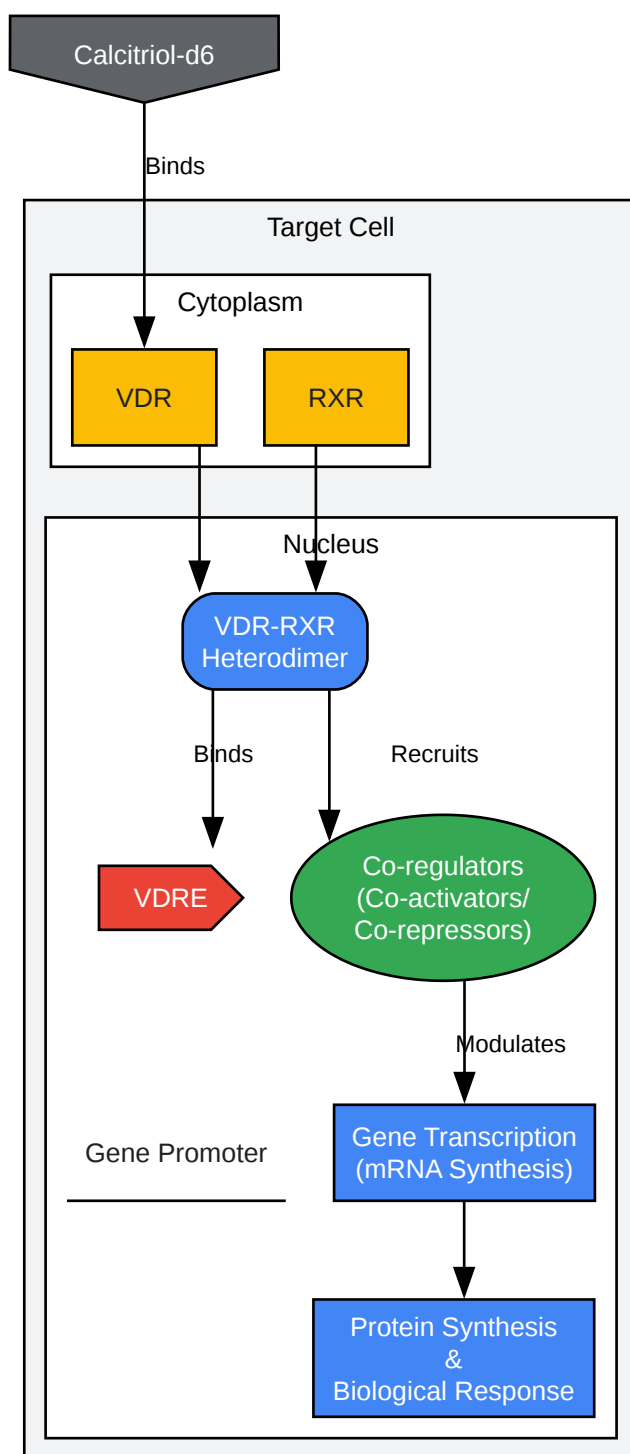 Calcitriol-d6
Binds
Target Cell
Cytoplasm
VDR
RXR
Nucleus
VDR-RXR
Heterodimer
Binds
Recruits
Co-regulators
(Co-activators/
Co-repressors)
VDRE
Modulates
Gene Transcription
(mRNA Synthesis)
Gene Promoter
Protein Synthesis
&
Biological Response